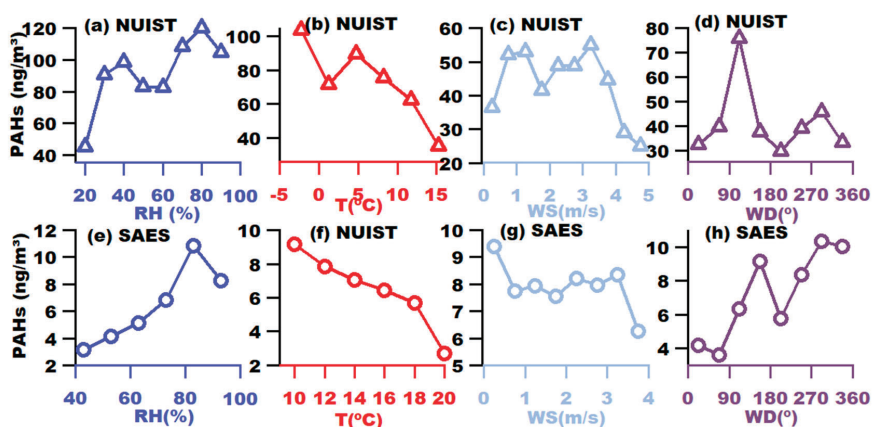 (a) NUIST
PAHs (ng/m³)
120
100
80
60
40
20 40 60 80 100
RH (%)
(b) NUIST
100
80
60
40
-5 0 5 10 15
T(ºC)
(c) NUIST
60
50
40
30
20
0 1 2 3 4 5
WS(m/s)
(d) NUIST
80
70
60
50
40
30
0 90 180 270 360
WD(º)
(e) SAES
PAHs (ng/m³)
12
10
8
6
4
2
40 60 80 100
RH(%)
(f) NUIST
10
8
6
4
2
10 12 14 16 18 20
T(ºC)
(g) SAES
10
9
8
7
6
5
0 1 2 3 4
WS(m/s)
(h) SAES
10
8
6
4
0 90 180 270 360
WD(º)